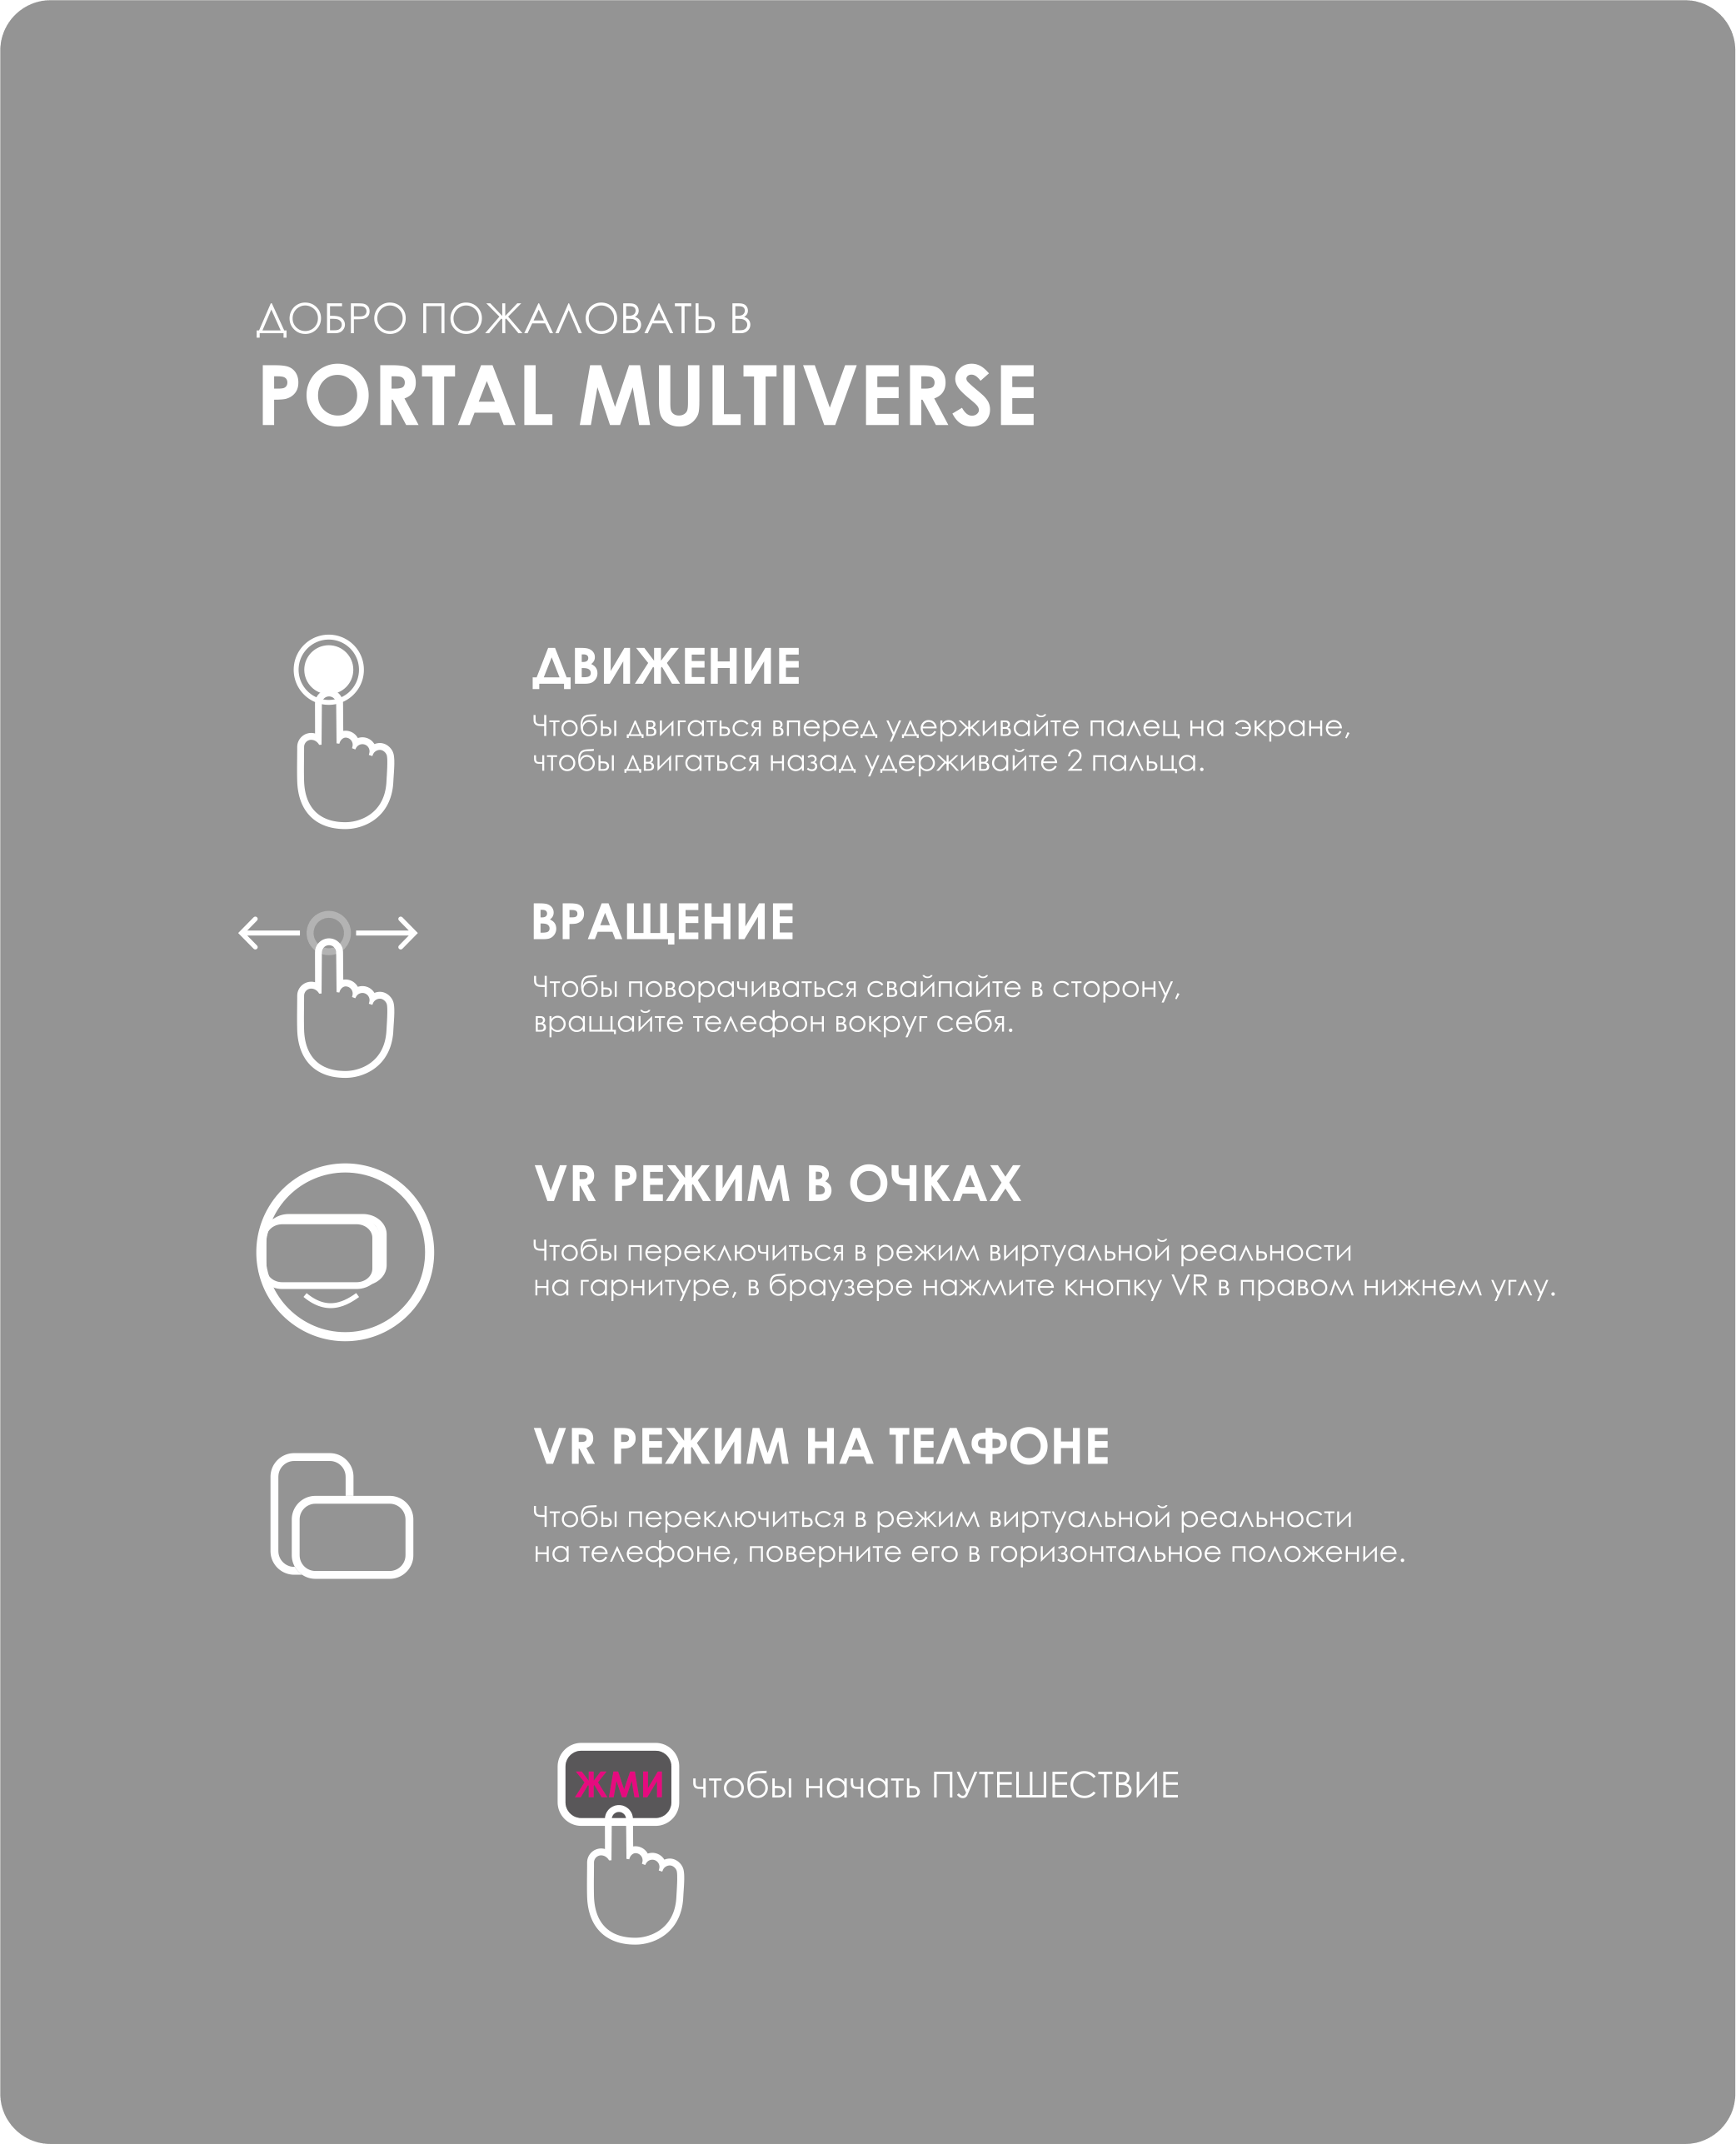 ДОБРО ПОЖАЛОВАТЬ В
PORTAL MULTIVERSE
ДВИЖЕНИЕ
Чтобы двигаться вперед удерживайте палец на экране,
чтобы двигаться назад удерживайте 2 пальца.
ВРАЩЕНИЕ
Чтобы поворачиваться свайпайте в сторону,
вращайте телефон вокруг себя.
VR РЕЖИМ В ОЧКАХ
Чтобы переключиться в режим виртуальной реальности
на гарнитуре, в браузере нажмите кнопку VR в правом нижнем углу.
VR РЕЖИМ НА ТЕЛФОНЕ
Чтобы переключиться в режим виртуальной реальности
на телефоне, поверните его в горизонтальное положение.
ЖМИ чтобы начать ПУТЕШЕСТВИЕ